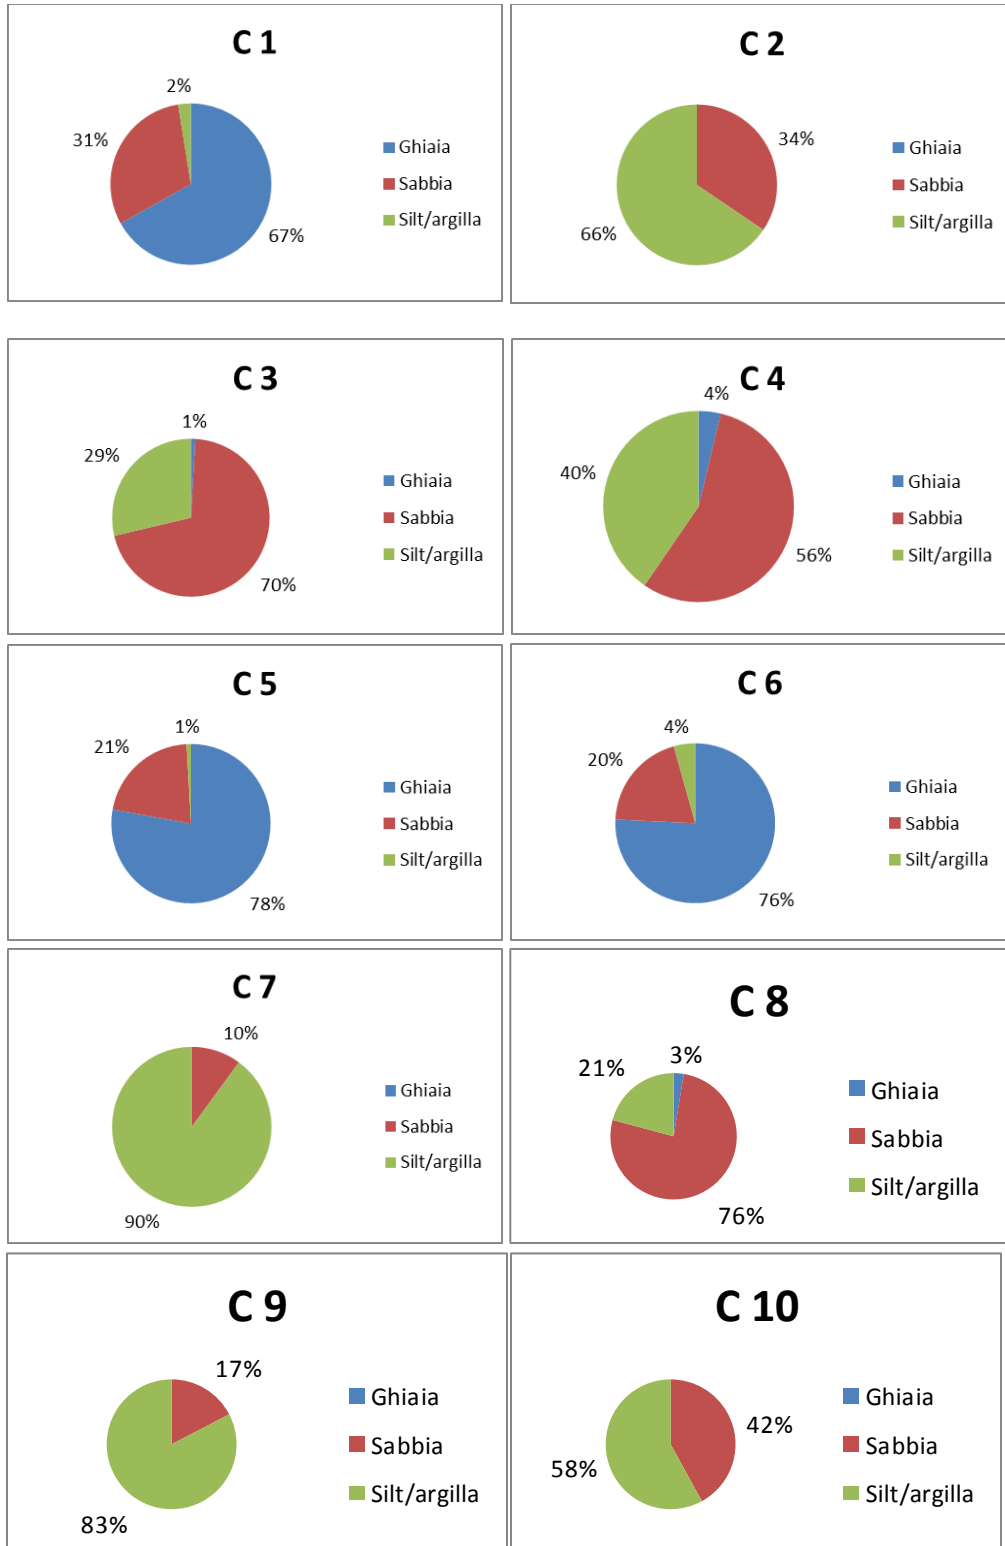 C 1
2%
31%
67%
Ghiaia
Sabbia
Silt/argilla
C 2
34%
66%
Ghiaia
Sabbia
Silt/argilla
C 3
1%
29%
70%
Ghiaia
Sabbia
Silt/argilla
C 4
4%
40%
56%
Ghiaia
Sabbia
Silt/argilla
C 5
1%
21%
78%
Ghiaia
Sabbia
Silt/argilla
C 6
4%
20%
76%
Ghiaia
Sabbia
Silt/argilla
C 7
10%
90%
Ghiaia
Sabbia
Silt/argilla
C 8
3%
21%
76%
Ghiaia
Sabbia
Silt/argilla
C 9
17%
83%
Ghiaia
Sabbia
Silt/argilla
C 10
42%
58%
Ghiaia
Sabbia
Silt/argilla